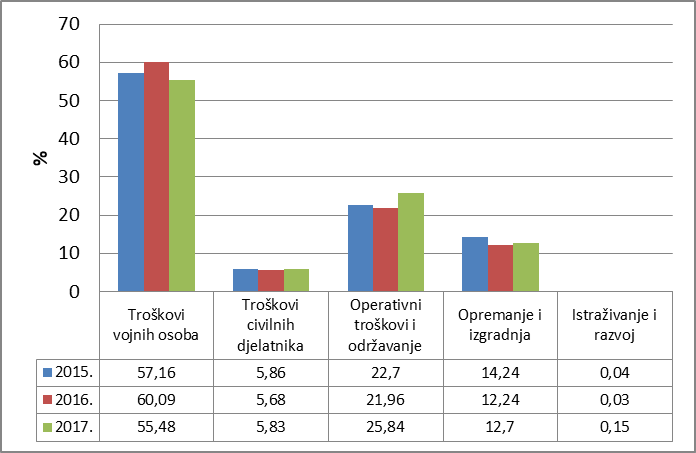 70
60
50
40
30
20
10
0
%
Troškovi vojnih osoba
Troškovi civilnih djelatnika
Operativni troškovi i održavanje
Opremanje i izgradnja
Istraživanje i razvoj
2015. 57,16 5,86 22,7 14,24 0,04
2016. 60,09 5,68 21,96 12,24 0,03
2017. 55,48 5,83 25,84 12,7 0,15